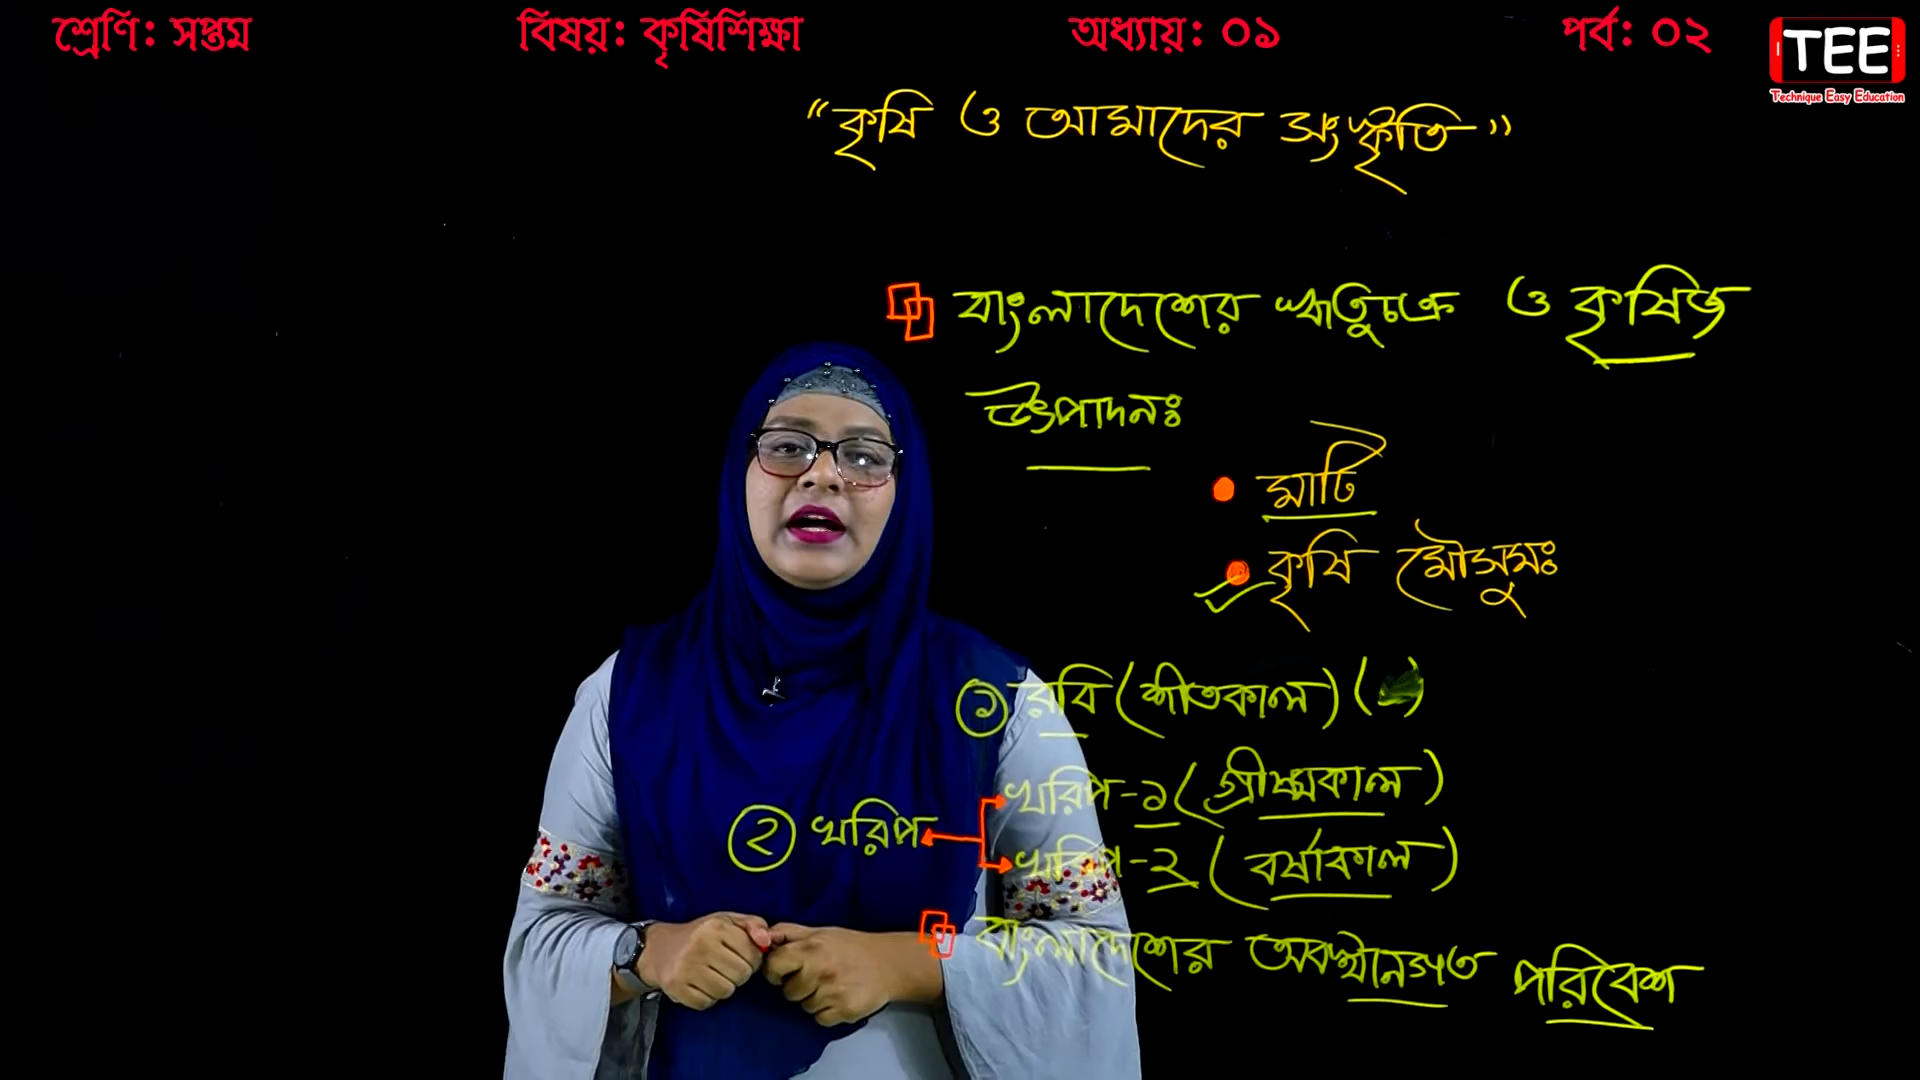 শ্রেণি: সপ্তম বিষয়: কৃষিশিক্ষা অধ্যায়: ০১ পর্ব: ০২
TEE
Technique Easy Education
"কৃষি ও আমাদের সংস্কৃতি"
বাংলাদেশের ঋতুচক্র ও কৃষিজ
উৎপাদনঃ
মাটি
কৃষি মৌসুমঃ
১ রবি (শীতকাল) ( )
খরিপ-১ (গ্রীষ্মকাল)
২ খরিপ
খরিপ-২ (বর্ষাকাল)
বাংলাদেশের অবস্থানগত পরিবেশ